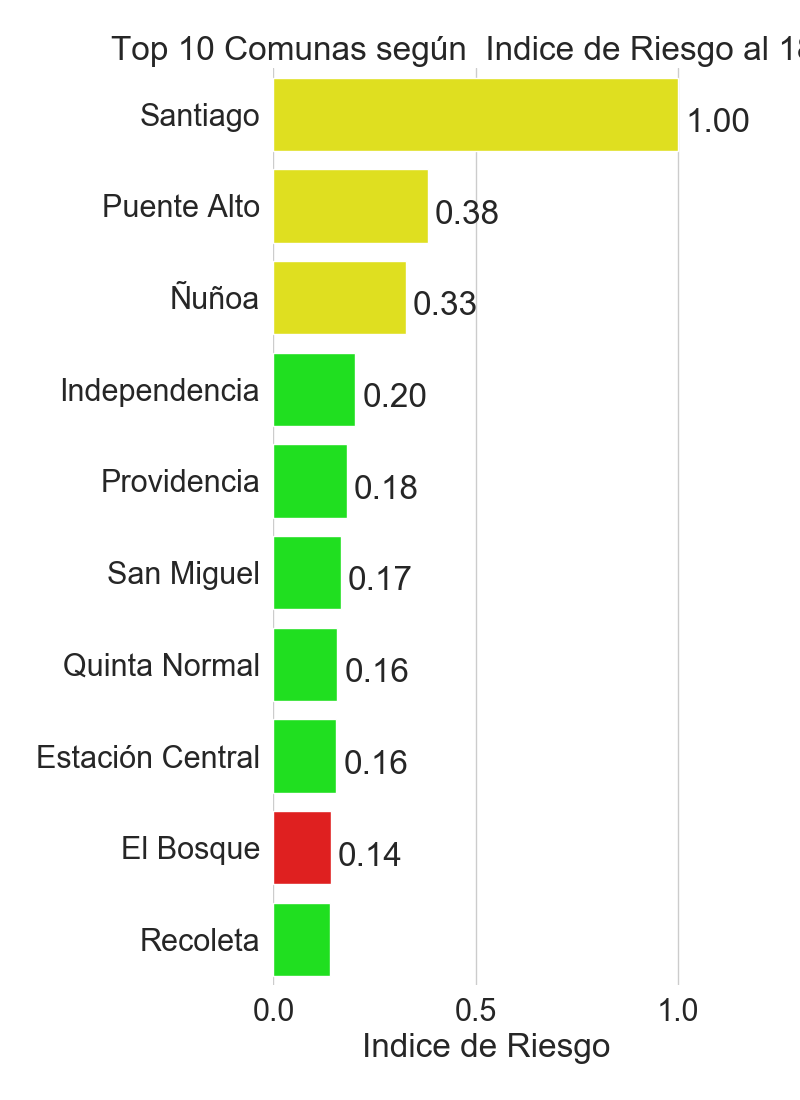 Top 10 Comunas según  Indice de Riesgo al 18
Santiago 1.00
Puente Alto 0.38
Ñuñoa 0.33
Independencia 0.20
Providencia 0.18
San Miguel 0.17
Quinta Normal 0.16
Estación Central 0.16
El Bosque 0.14
Recoleta
0.0 0.5 1.0
Indice de Riesgo